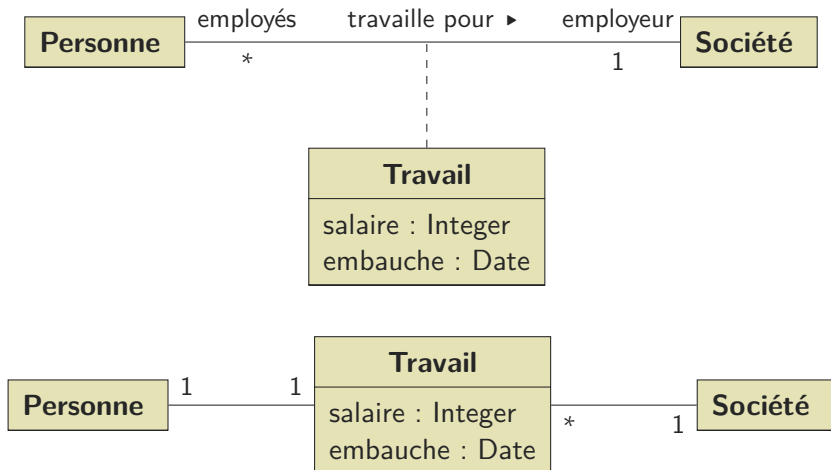 employés travaille pour ▸ employeur
Personne Société
* 1
Travail
salaire : Integer
embauche : Date
Travail
1 1
Personne salaire : Integer Société
* 1
embauche : Date